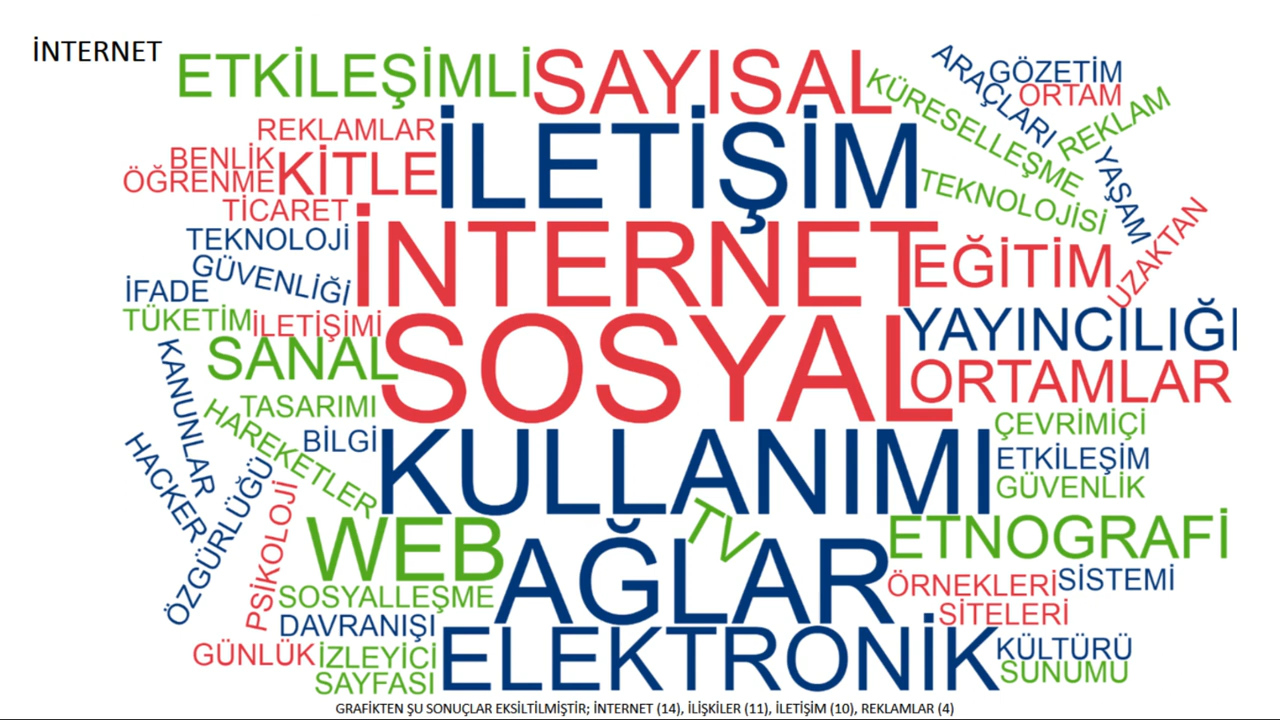 İNTERNET
ETKİLEŞİMLİ
SAYISAL
KÜRESELLEŞME
ARAÇLARI
GÖZETİM
ORTAM
REKLAM
REKLAMLAR
İLETİŞİM
BENLİK
ÖĞRENME
KİTLE
TEKNOLOJİSİ
YAŞAM
UZAKTAN
TİCARET
TEKNOLOJİ
İNTERNET
EĞİTİM
GÜVENLİĞİ
İFADE
TÜKETİM
İLETİŞİMİ
SOSYAL
YAYINCILIĞI
SANAL
ORTAMLAR
KANUNLAR
TASARIMI
HAREKETLER
BİLGİ
KULLANIMI
ÇEVRİMİÇİ
ETKİLEŞİM
GÜVENLİK
HACKER
ÖZGÜRLÜĞÜ
PSİKOLOJİ
WEB
TV
AĞLAR
ETNOGRAFİ
ÖRNEKLERİ
SİSTEMİ
SOSYALLEŞME
SİTELERİ
DAVRANIŞI
ELEKTRONİK
KÜLTÜRÜ
GÜNLÜK
İZLEYİCİ
SUNUMU
SAYFASI
GRAFİKTEN ŞU SONUÇLAR EKSİLTİLMİŞTİR; İNTERNET (14), İLİŞKİLER (11), İLETİŞİM (10), REKLAMLAR (4)